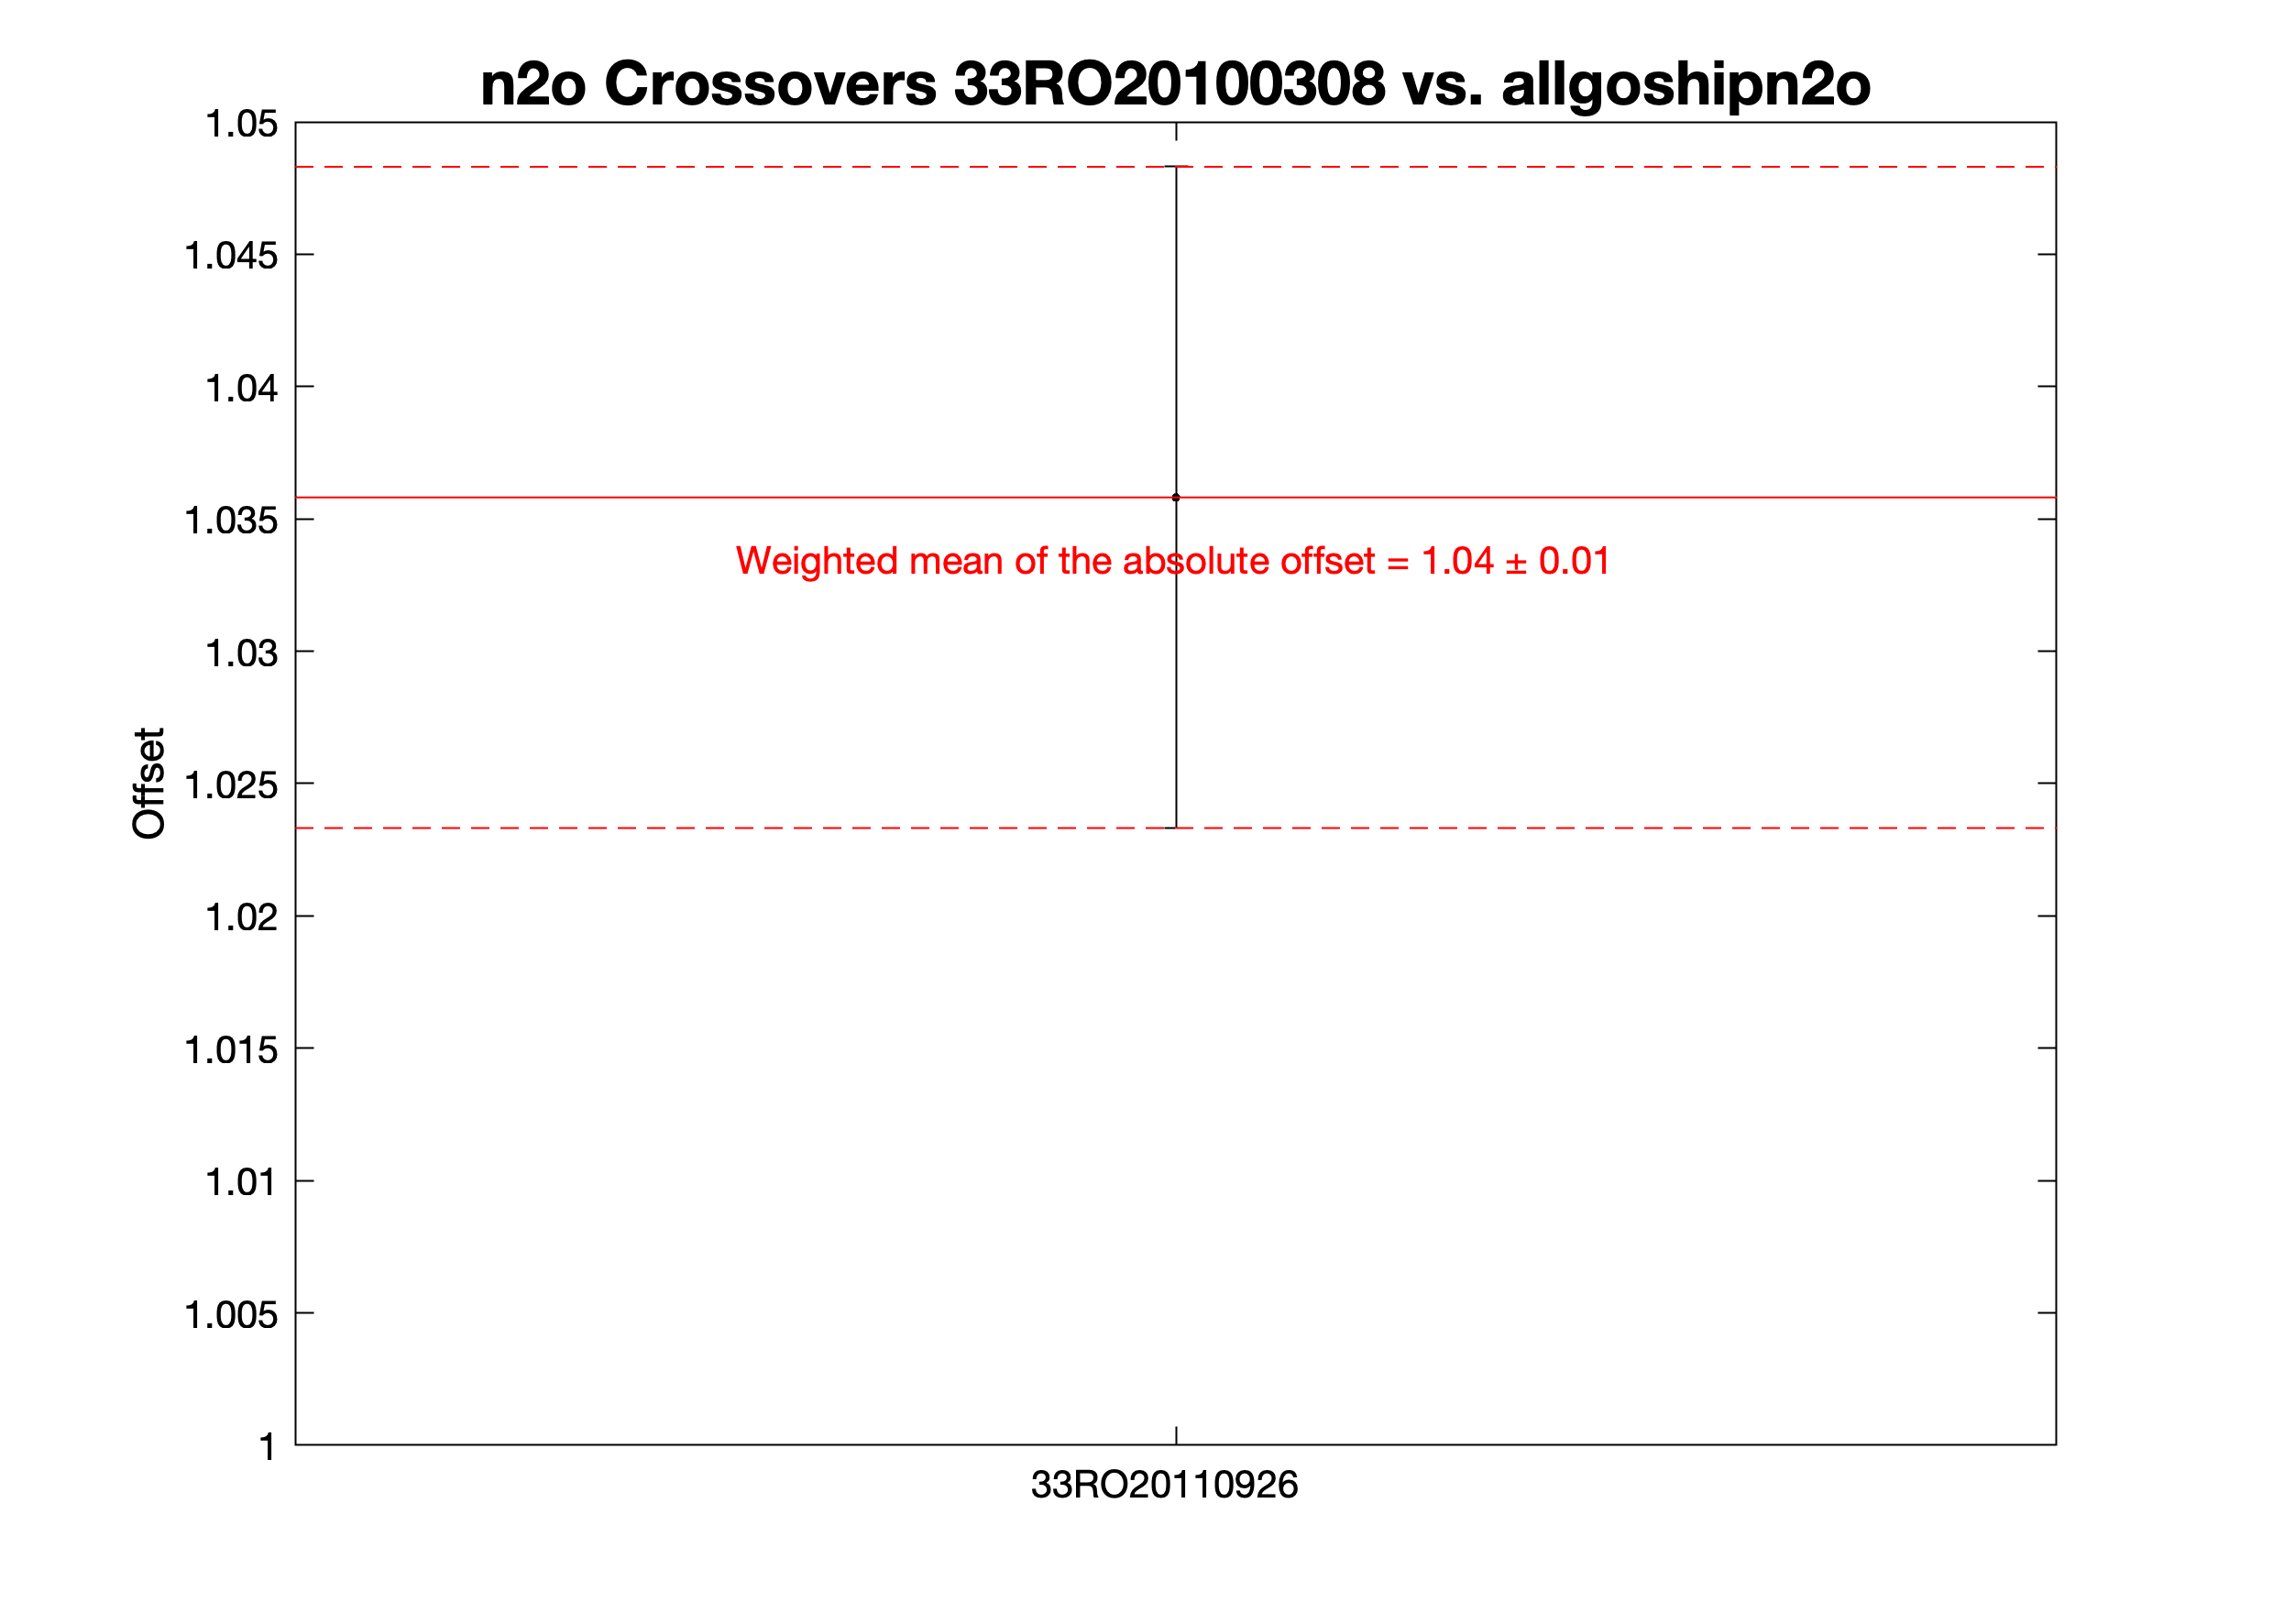 n2o Crossovers 33RO20100308 vs. allgoshipn2o
1.05
1.045
1.04
1.035
Weighted mean of the absolute offset = 1.04 ± 0.01
1.03
1.025
1.02
1.015
1.01
1.005
1
Offset
33RO20110926